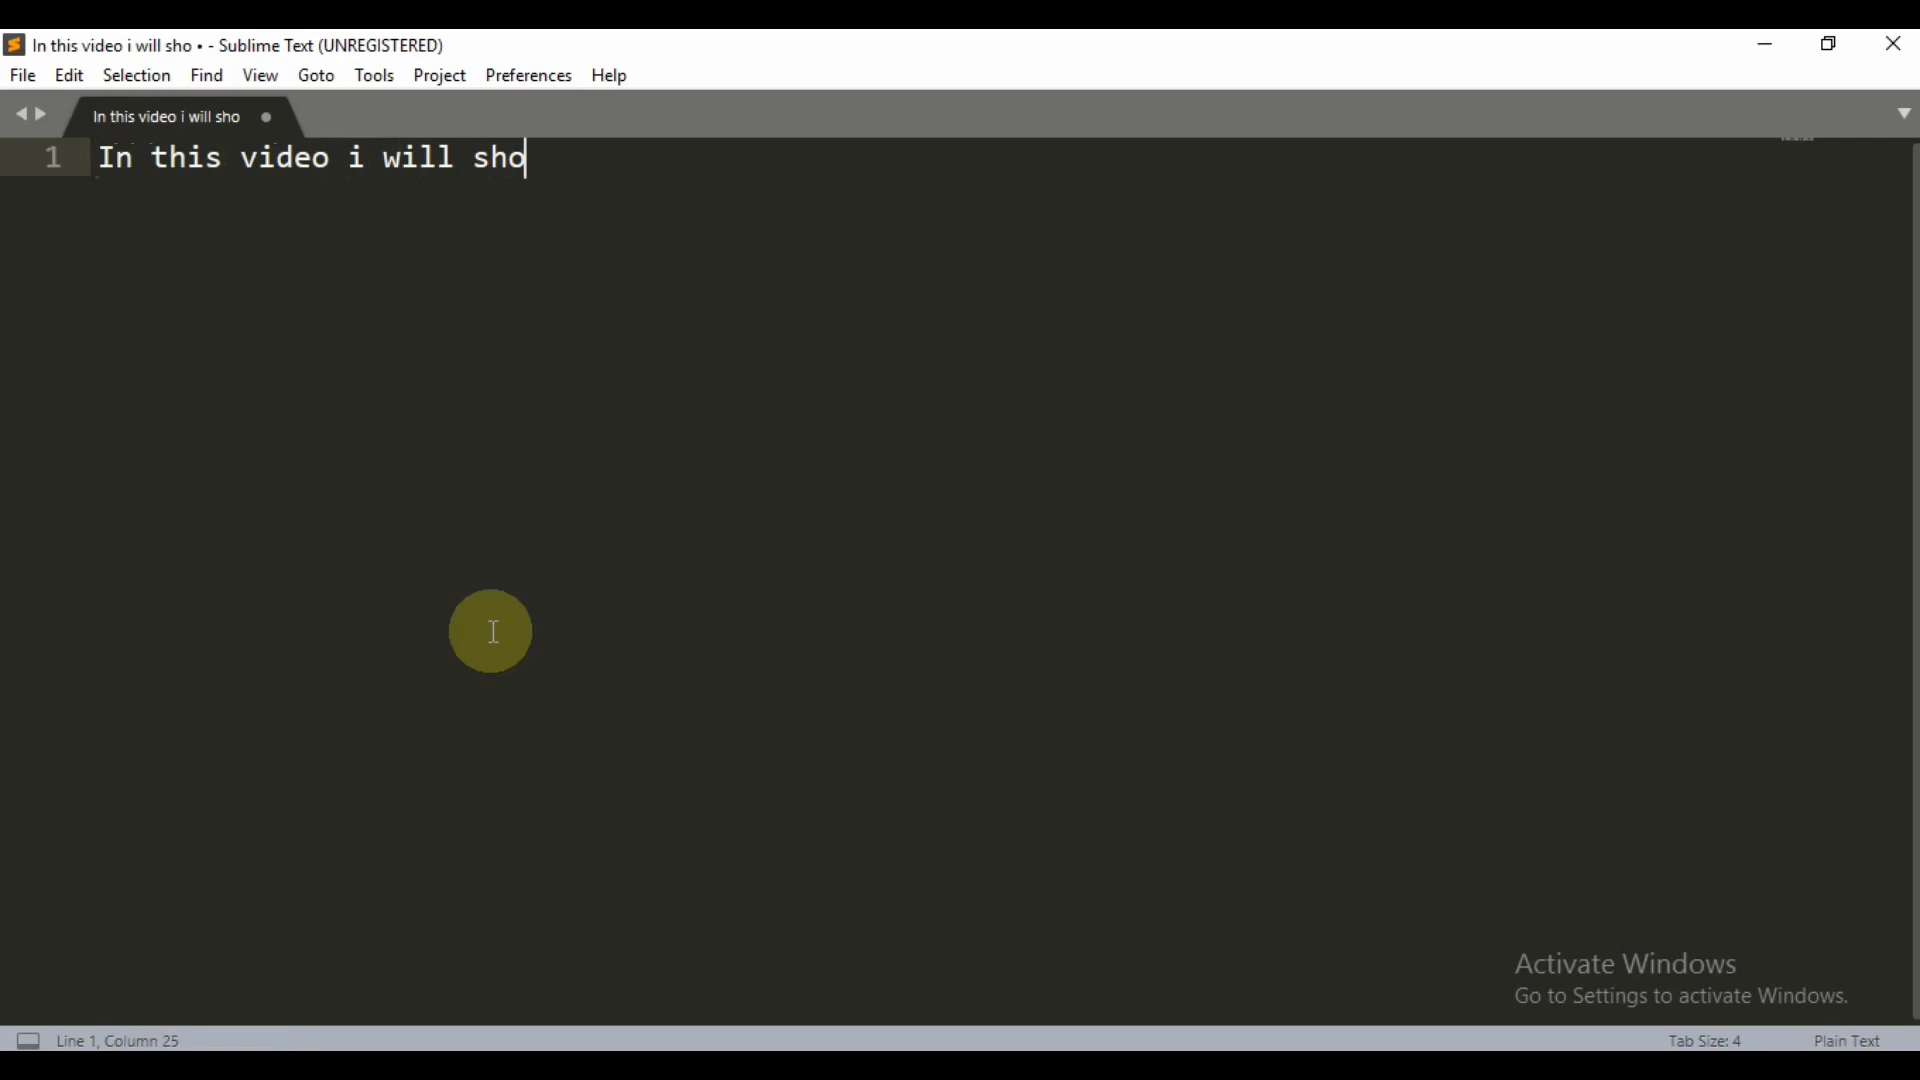 In this video i will sho • - Sublime Text (UNREGISTERED)
File Edit Selection Find View Goto Tools Project Preferences Help
In this video i will sho
1 In this video i will sho
Activate Windows
Go to Settings to activate Windows.
Line 1, Column 25 Tab Size: 4 Plain Text